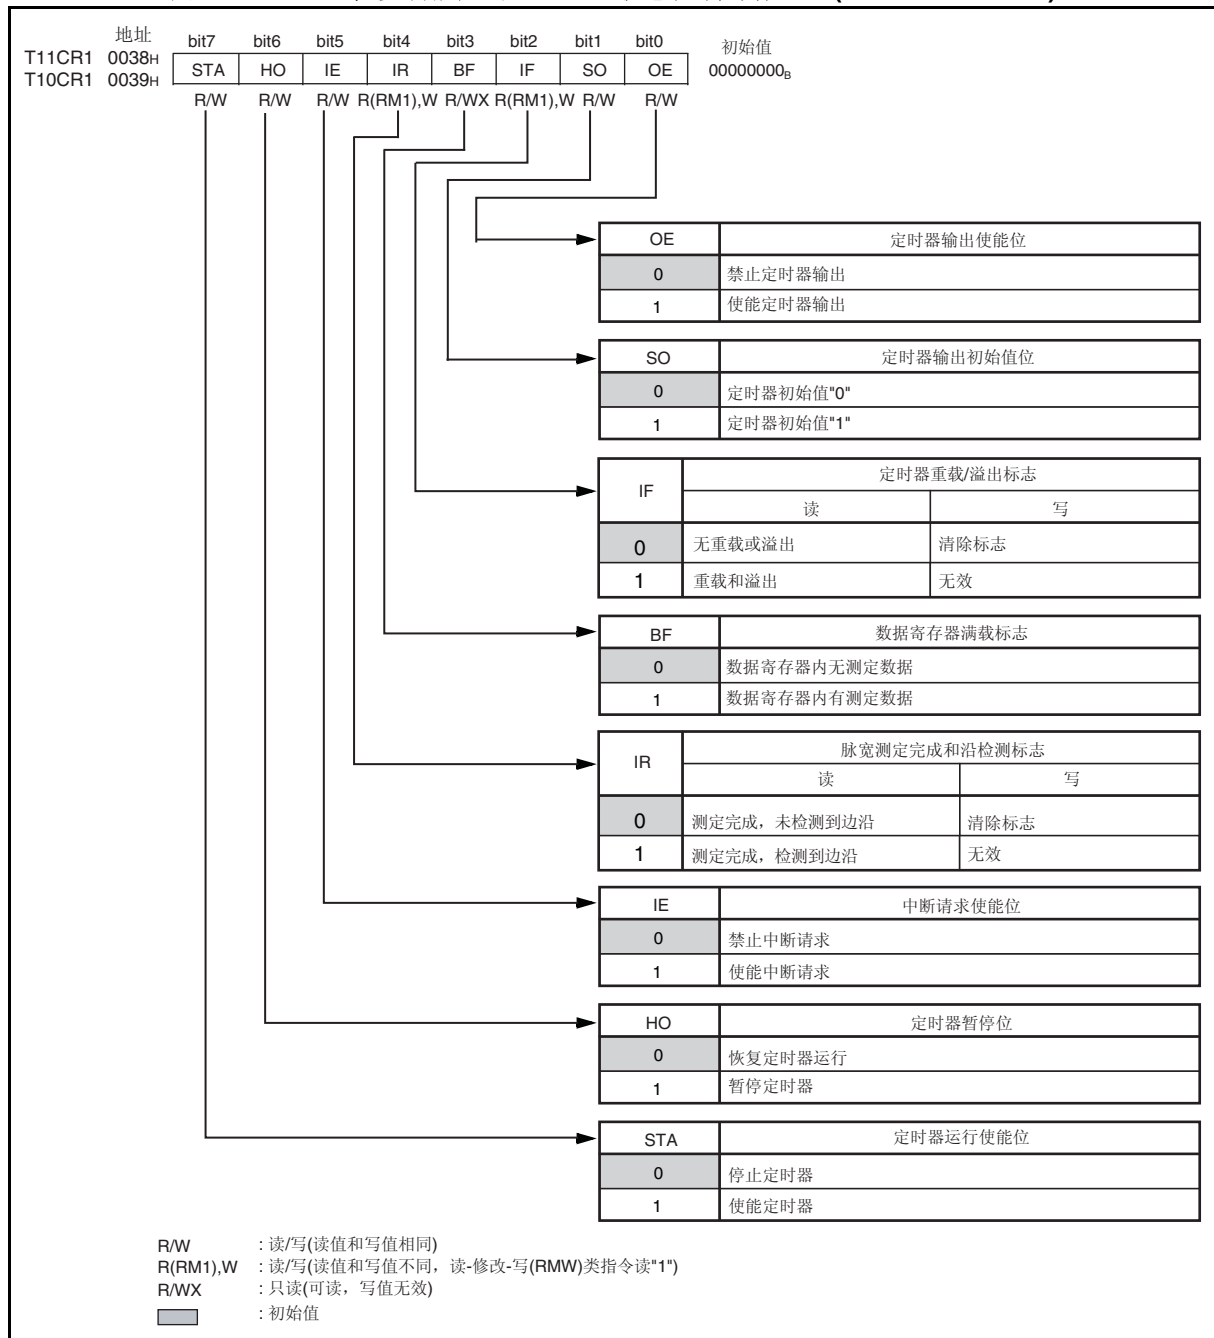 地址 bit7 bit6 bit5 bit4 bit3 bit2 bit1 bit0 初始值
T11CR1 0038H
T10CR1 0039H
STA HO IE IR BF IF SO OE 00000000B
R/W R/W R/W R(RM1),W R/WX R(RM1),W R/W R/W
OE 定时器输出使能位
0 禁止定时器输出
1 使能定时器输出
SO 定时器输出初始值位
0 定时器初始值"0"
1 定时器初始值"1"
IF 定时器重载/溢出标志
读 写
0 无重载或溢出 清除标志
1 重载和溢出 无效
BF 数据寄存器满载标志
0 数据寄存器内无测定数据
1 数据寄存器内有测定数据
IR 脉宽测定完成和沿检测标志
读 写
0 测定完成，未检测到边沿 清除标志
1 测定完成，检测到边沿 无效
IE 中断请求使能位
0 禁止中断请求
1 使能中断请求
HO 定时器暂停位
0 恢复定时器运行
1 暂停定时器
STA 定时器运行使能位
0 停止定时器
1 使能定时器
R/W : 读/写(读值和写值相同)
R(RM1),W : 读/写(读值和写值不同，读-修改-写(RMW)类指令读"1")
R/WX : 只读(可读，写值无效)
: 初始值